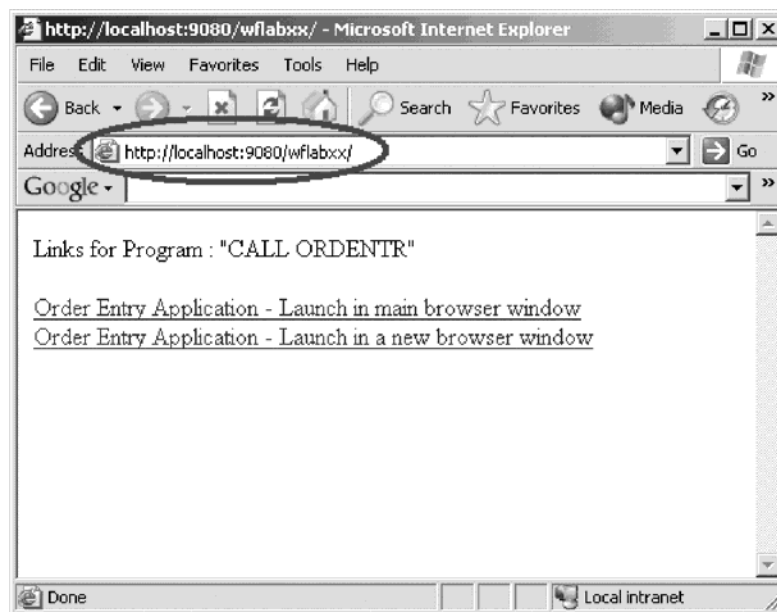 http://localhost:9080/wflabxx/ - Microsoft Internet Explorer
File Edit View Favorites Tools Help
Back Search Favorites Media »
Address http://localhost:9080/wflabxx/ Go
Google »
Links for Program : "CALL ORDENTR"
Order Entry Application - Launch in main browser window
Order Entry Application - Launch in a new browser window
Done Local intranet